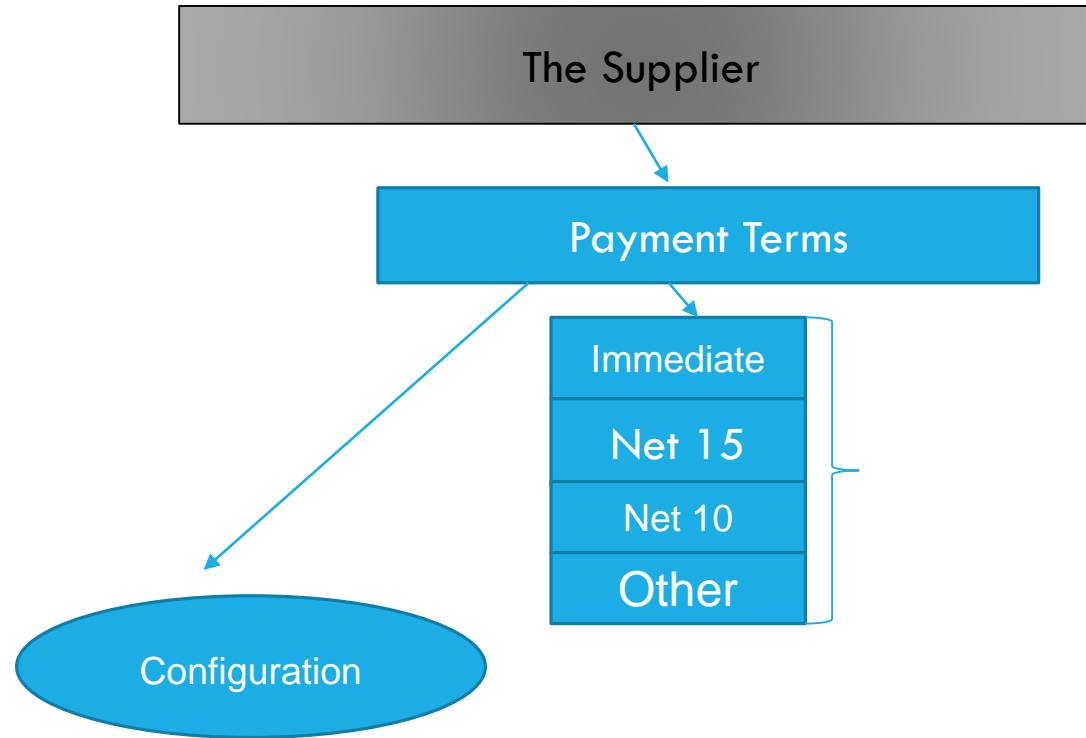 The Supplier
Payment Terms
Immediate
Net 15
Net 10
Other
Configuration